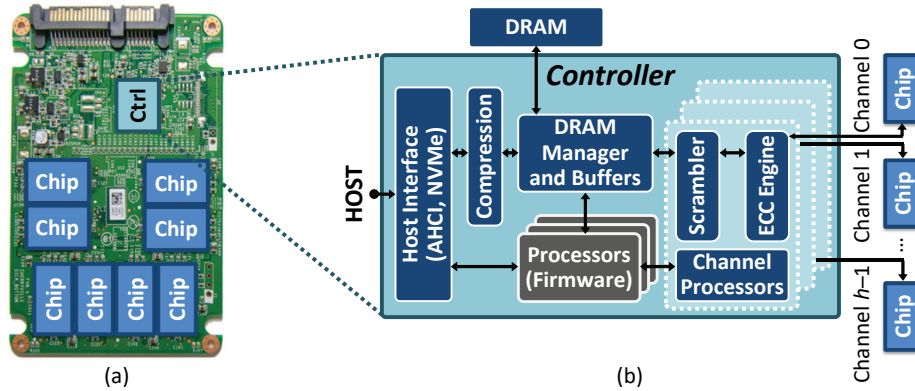 Ctrl
Chip
Chip
Chip
Chip
Chip
Chip
Chip
Chip
(a)
DRAM
Controller
HOST
Host Interface
(AHCI, NVMe)
Compression
DRAM
Manager
and Buffers
Processors
(Firmware)
Scrambler
ECC Engine
Channel
Processors
Channel 0
Chip
Channel 1
Chip
...
Channel h–1
Chip
(b)